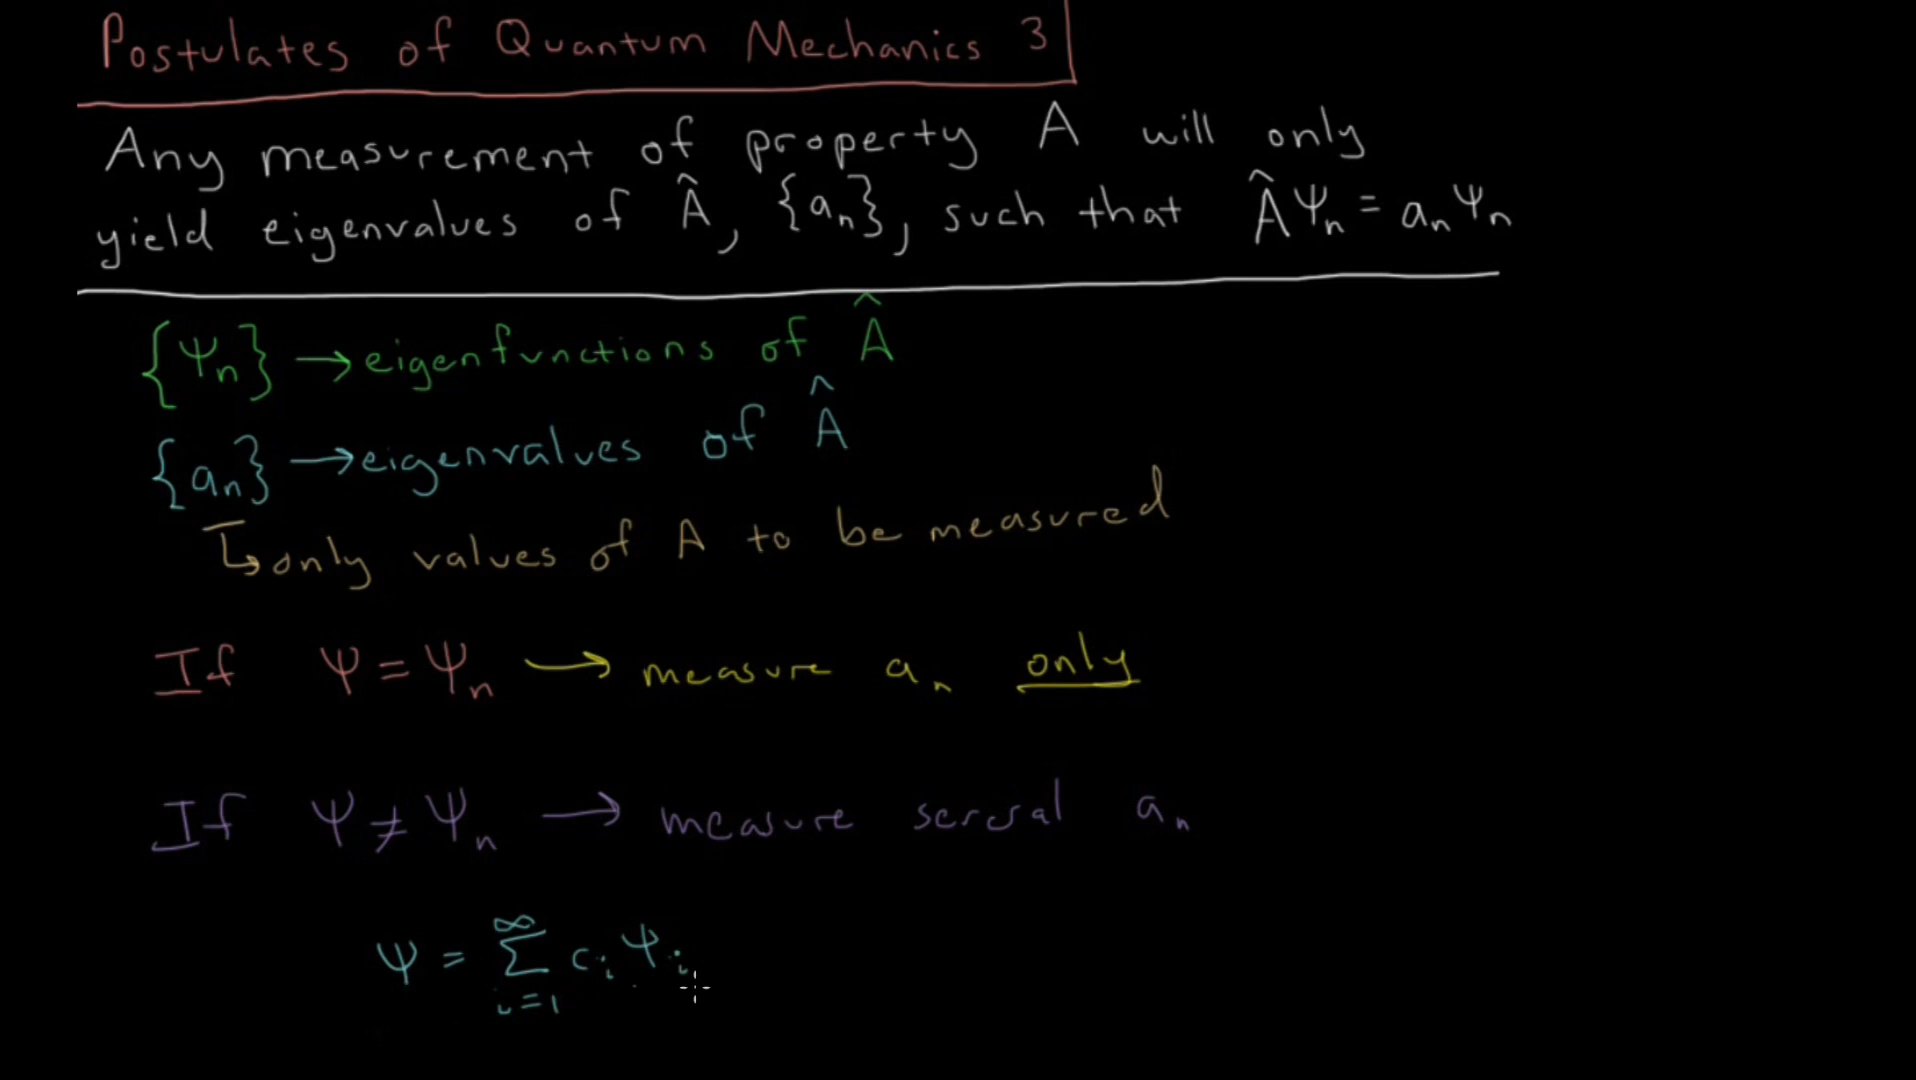 Postulates of Quantum Mechanics 3
Any measurement of property A will only
yield eigenvalues of Â, {aₙ}, such that ÂΨₙ = aₙΨₙ
{Ψₙ} → eigenfunctions of Â
{aₙ} → eigenvalues of Â
↳ only values of A to be measured
If Ψ = Ψₙ → measure aₙ only
If Ψ ≠ Ψₙ → measure several aₙ
Ψ = ∑_{i=1}^{∞} cᵢ Ψᵢ